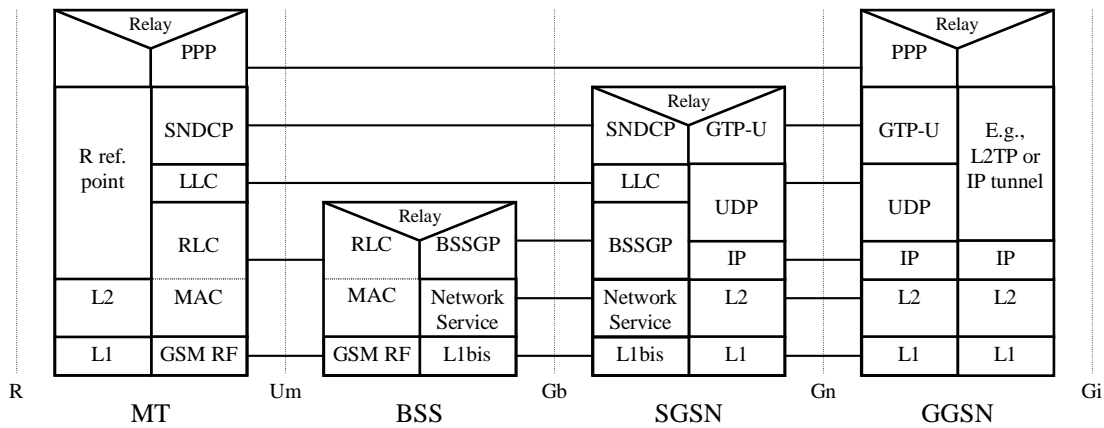 Relay
PPP
R ref.
point
SNDCP
LLC
RLC
L2
MAC
L1
GSM RF
Relay
RLC
BSSGP
MAC
Network
Service
GSM RF
L1bis
Relay
SNDCP
GTP-U
LLC
UDP
BSSGP
IP
Network
Service
L2
L1bis
L1
Relay
PPP
GTP-U
E.g.,
L2TP or
IP tunnel
UDP
IP
IP
L2
L2
L1
L1
R
Um
Gb
Gn
Gi
MT
BSS
SGSN
GGSN